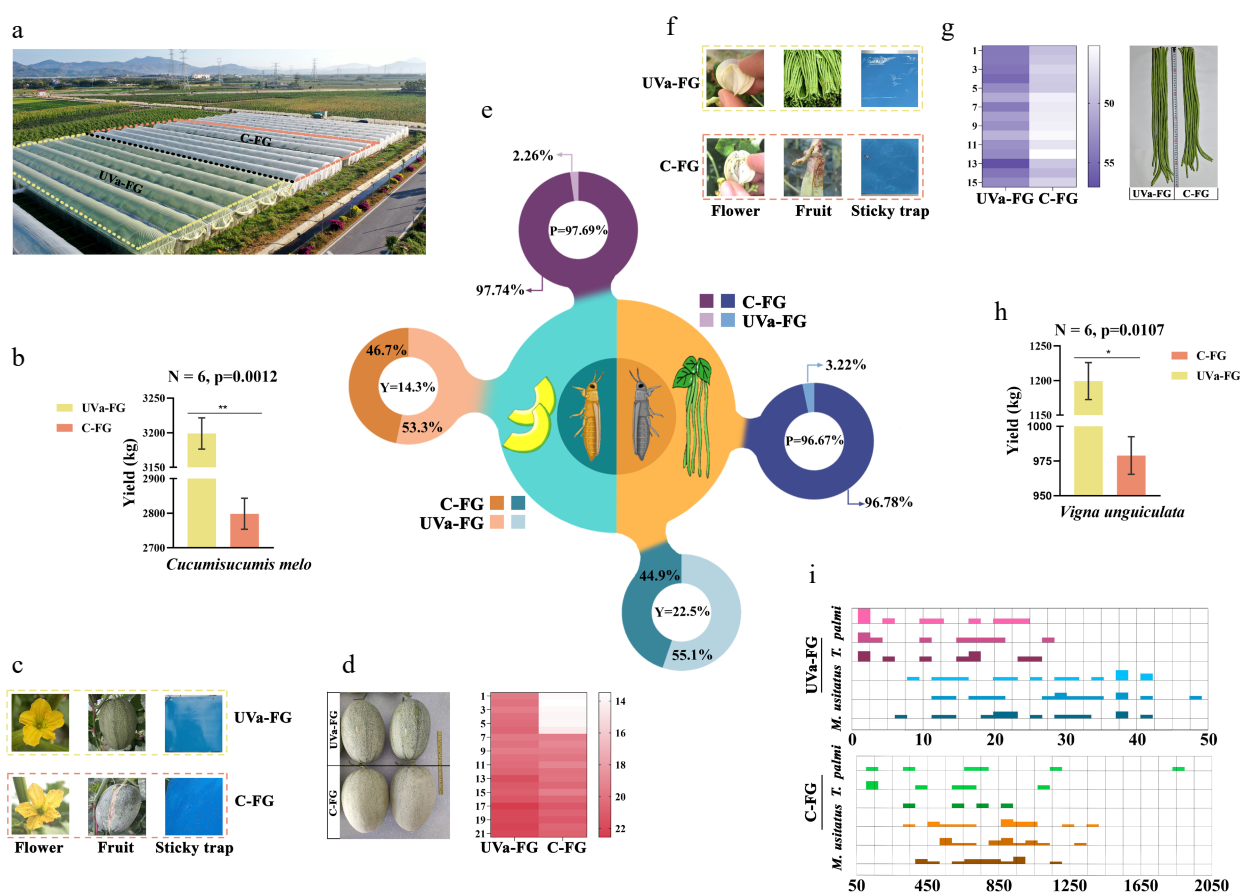 a
C-FG
UVa-FG
b
N = 6, p=0.0012
UVa-FG
C-FG
**
Yield (kg)
3250
3200
3150
2900
2800
2700
Cucumisucumis melo
c
UVa-FG
C-FG
Flower Fruit Sticky trap
d
UVa-FG
C-FG
1
3
5
7
9
11
13
15
17
19
21
UVa-FG C-FG
14
16
18
20
22
e
2.26%
P=97.69%
97.74%
C-FG
UVa-FG
46.7%
Y=14.3%
53.3%
3.22%
P=96.67%
96.78%
C-FG
UVa-FG
44.9%
Y=22.5%
55.1%
f
UVa-FG
C-FG
Flower Fruit Sticky trap
g
1
3
5
7
9
11
13
15
UVa-FG C-FG
50
55
UVa-FG C-FG
h
N = 6, p=0.0107
*
C-FG
UVa-FG
Yield (kg)
1250
1200
1150
1000
975
950
Vigna unguiculata
i
UVa-FG
T. palmi
M. usitatus
0 10 20 30 40 50
C-FG
T. palmi
M. usitatus
50 450 850 1250 1650 2050